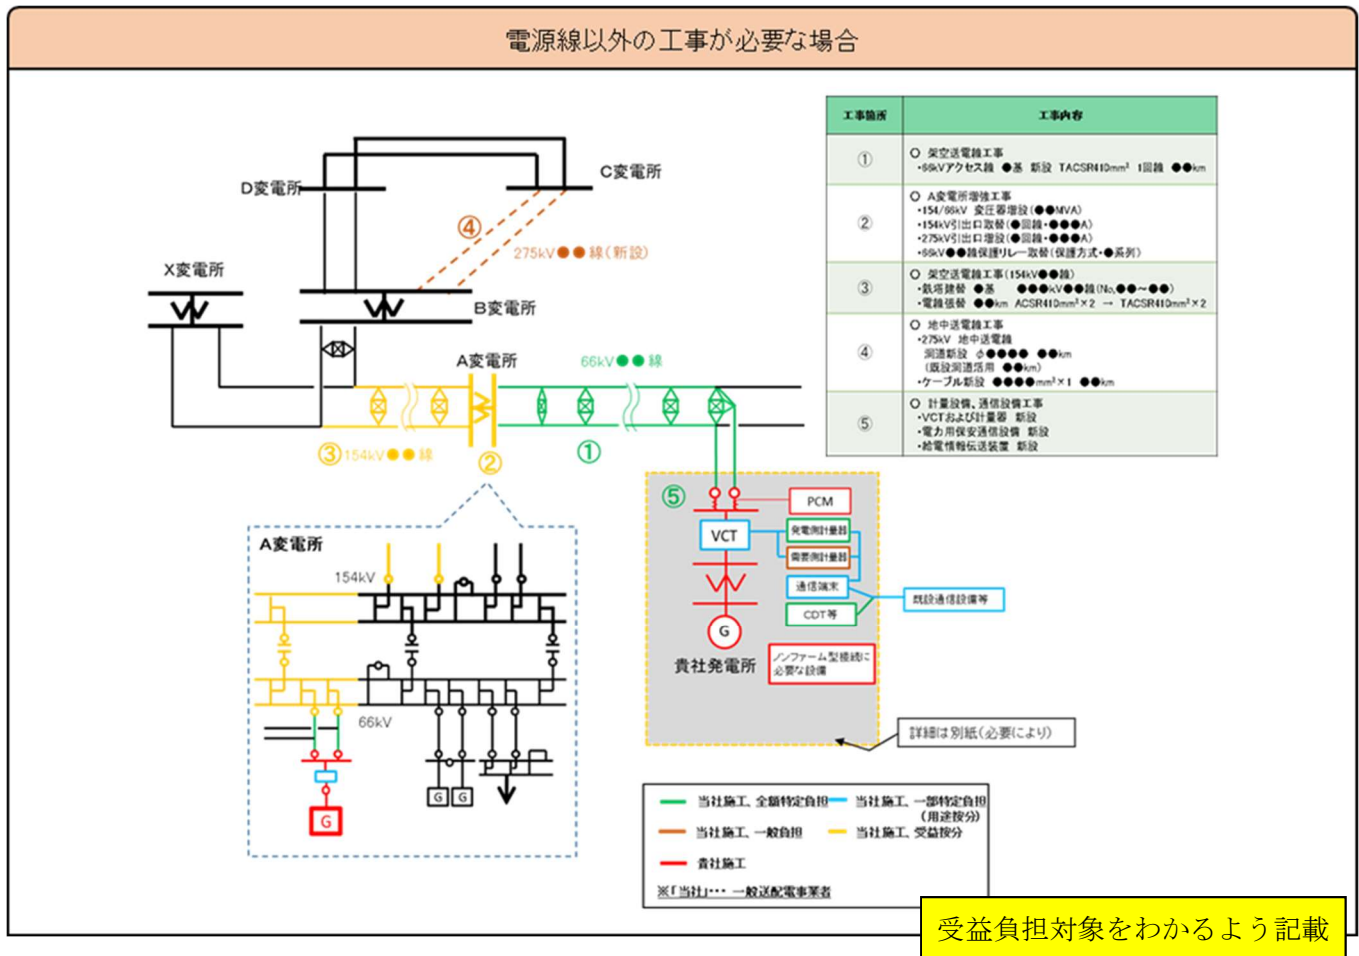 電源線以外の工事が必要な場合
D変電所
C変電所
④
275kV●●線(新設)
X変電所
B変電所
A変電所
66kV●●線
③154kV●●線
②
①
工事箇所 工事内容
①
○ 架空送電線工事
・66kVアクセス線 ●基 新設 TACSR410mm² 1回線 ●●km
②
○ A変電所増強工事
・154/66kV 変圧器増設(●●MVA)
・154kV引出口取替(●回線・●●●A)
・275kV引出口増設(●回線・●●●A)
・66kV●●線保護リレー取替(保護方式・●系列)
③
○ 架空送電線工事(154kV●●線)
・鉄塔建替 ●基 ●●●kV●●線(No,●●~●●)
・電線張替 ●●km ACSR410mm²×2 → TACSR410mm²×2
④
○ 地中送電線工事
・275kV 地中送電線
洞道新設 φ●●●● ●●km
(既設洞道活用 ●●km)
・ケーブル新設 ●●●●mm²×1 ●●km
⑤
○ 計量設備、通信設備工事
・VCTおよび計量器 新設
・電力用保安通信設備 新設
・給電情報伝送装置 新設
⑤
PCM
VCT
発電側計量器
需要側計量器
通信端末
CDT等
既設通信設備等
G
貴社発電所
ノンファーム型接続に
必要な設備
詳細は別紙(必要により)
A変電所
154kV
66kV
G
G
G
当社施工、全額特定負担
当社施工、一部特定負担
(用途按分)
当社施工、一般負担
当社施工、受益按分
貴社施工
※「当社」・・・ 一般送配電事業者
受益負担対象をわかるよう記載